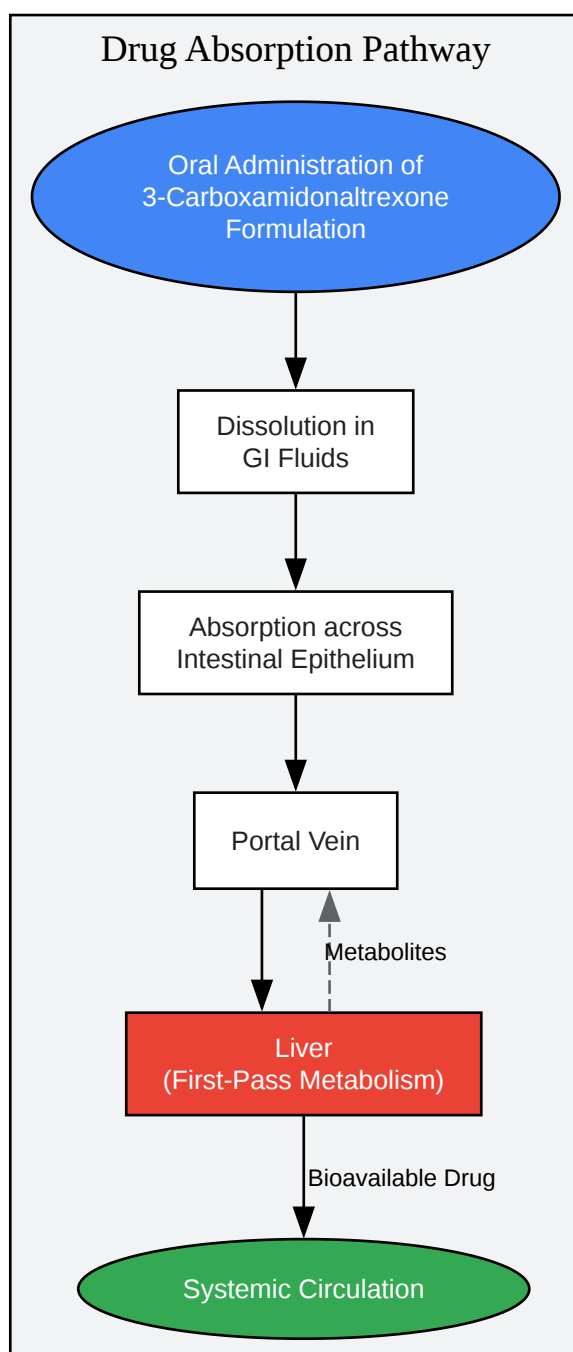 Drug Absorption Pathway
Oral Administration of
3-Carboxamidonaltrexone
Formulation
Dissolution in
GI Fluids
Absorption across
Intestinal Epithelium
Portal Vein
Metabolites
Liver
(First-Pass Metabolism)
Bioavailable Drug
Systemic Circulation